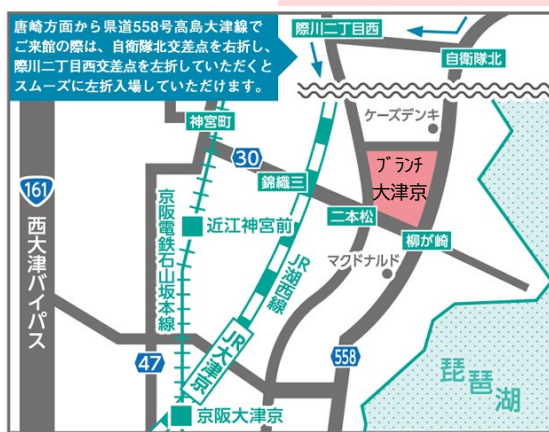 唐崎方面から県道558号高島大津線で
ご来館の際は、自衛隊北交差点を右折し、
際川二丁目西交差点を左折していただくと
スムーズに左折入場していただけます。
際川二丁目西
自衛隊北
ケーズデンキ
神宮町
30
錦織三
ブランチ
大津京
161
西大津バイパス
京阪電鉄石山坂本線
近江神宮前
二本松
柳が崎
JR湖西線
マクドナルド
47
JR大津京
558
琵琶湖
京阪大津京